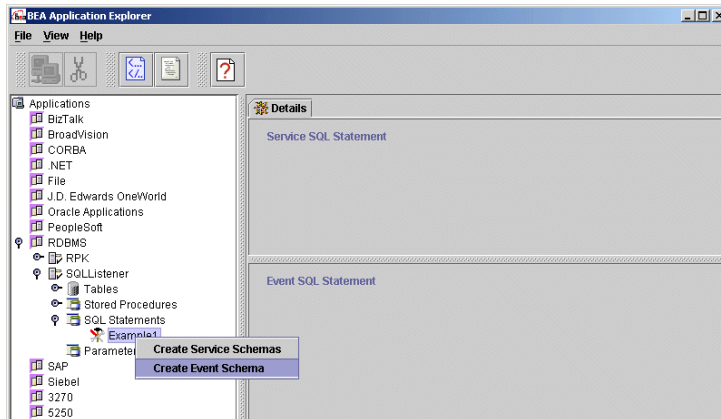 BEA Application Explorer
File View Help
Applications
BizTalk
BroadVision
CORBA
.NET
File
J.D. Edwards OneWorld
Oracle Applications
PeopleSoft
RDBMS
RPK
SQLListener
Tables
Stored Procedures
SQL Statements
Example1
Parameter
SAP
Siebel
3270
5250
Create Service Schemas
Create Event Schema
Details
Service SQL Statement
Event SQL Statement